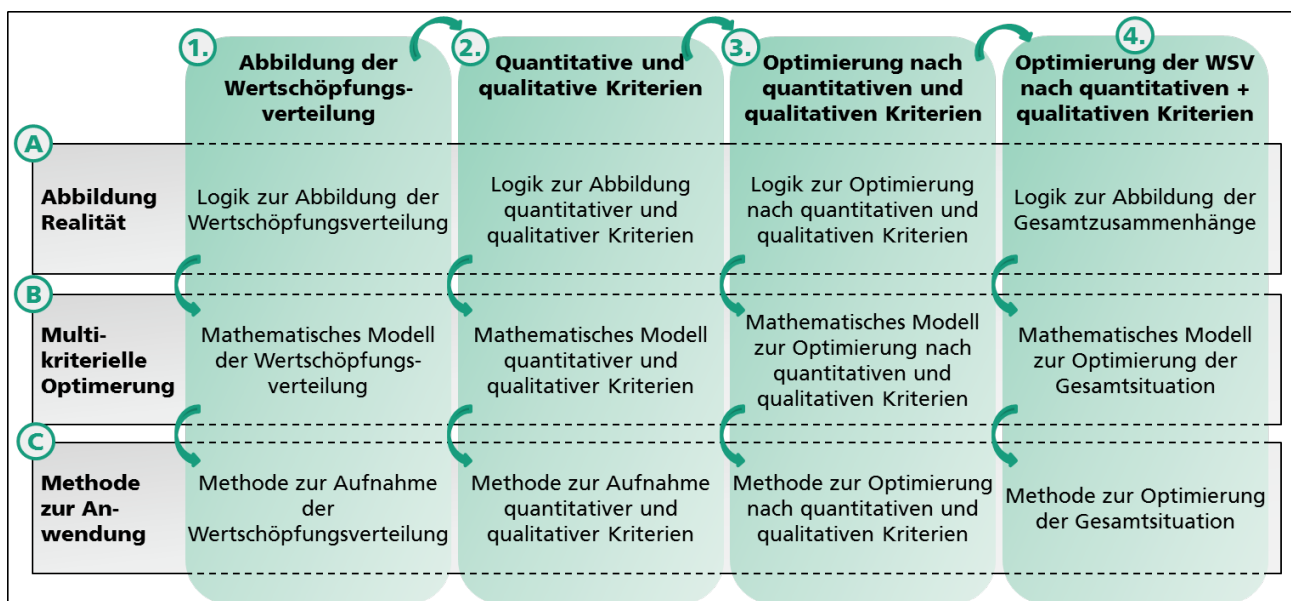 1.
Abbildung der
Wertschöpfungs-
verteilung
2.
Quantitative und
qualitative Kriterien
3.
Optimierung nach
quantitativen und
qualitativen Kriterien
4.
Optimierung der WSV
nach quantitativen +
qualitativen Kriterien
A
Abbildung
Realität
Logik zur Abbildung der
Wertschöpfungsverteilung
Logik zur Abbildung
quantitativer und
qualitativer Kriterien
Logik zur Optimierung
nach quantitativen und
qualitativen Kriterien
Logik zur Abbildung der
Gesamtzusammenhänge
B
Multi-
kriterielle
Optimerung
Mathematisches Modell
der Wertschöpfungs-
verteilung
Mathematisches Modell
quantitativer und
qualitativer Kriterien
Mathematisches Modell
zur Optimierung nach
quantitativen und
qualitativen Kriterien
Mathematisches Modell
zur Optimierung der
Gesamtsituation
C
Methode
zur An-
wendung
Methode zur Aufnahme
der
Wertschöpfungsverteilung
Methode zur Aufnahme
quantitativer und
qualitativer Kriterien
Methode zur Optimierung
nach quantitativen und
qualitativen Kriterien
Methode zur Optimierung
der Gesamtsituation